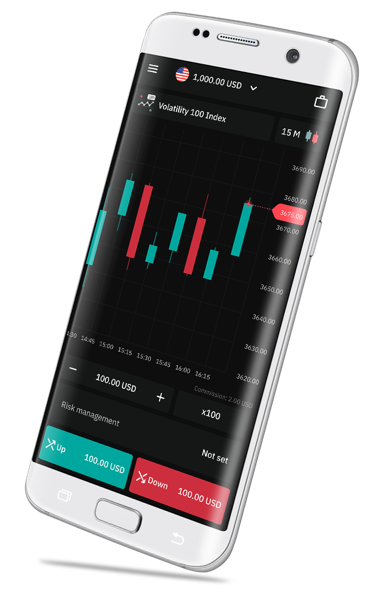 1,000.00 USD
Volatility 100 Index
15 M
3690.00
3680.00
3675.00
3670.00
3660.00
3650.00
3640.00
3630.00
3620.00
:30 14:45 15:00 15:15 15:30 15:45 16:00 16:15
Commission: 2.00 USD
− 100.00 USD +
x100
Risk management
Not set
Up 100.00 USD
Down 100.00 USD